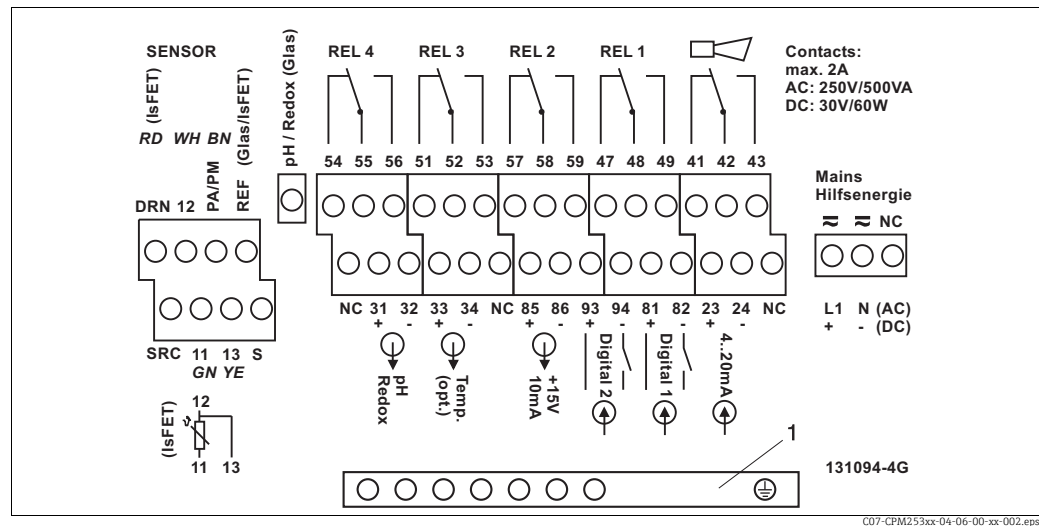 SENSOR
(IsFET)
RD WH BN
PA/PM
REF (Glas/IsFET)
DRN 12
SRC 11 13 S
GN YE
(IsFET)
12
11 13
pH / Redox (Glas)
REL 4 REL 3 REL 2 REL 1
54 55 56 51 52 53 57 58 59 47 48 49 41 42 43
NC 31 32 33 34 NC 85 86 93 94 81 82 23 24 NC
+ - + - + - + - + - + -
pH
Redox
Temp.
(opt.)
+15V
10mA
Digital 2
Digital 1
4..20mA
Contacts:
max. 2A
AC: 250V/500VA
DC: 30V/60W
Mains
Hilfsenergie
NC
L1 N (AC)
+ - (DC)
1
131094-4G
C07-CPM253xx-04-06-00-xx-002.eps